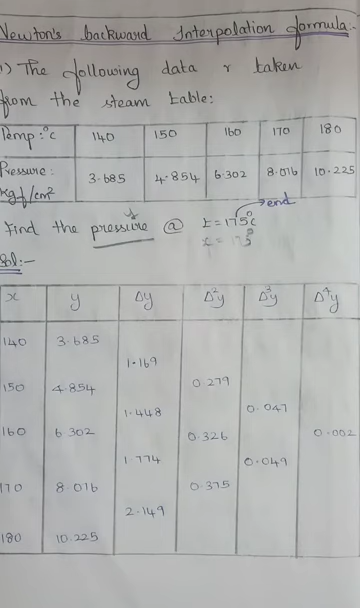 Newton's backward Interpolation formula:-
1) The following data r taken
from the steam table:
Temp:°c 140 150 160 170 180
Pressure: kgf/cm² 3.685 4.854 6.302 8.076 10.225
→end
Find the pressure @ t=175°c
Sol:-
x y Δy Δ²y Δ³y Δ⁴y
140 3.685
1.169
150 4.854 0.279
1.448 0.047
160 6.302 0.326 0.002
1.774 0.049
170 8.076 0.375
2.149
180 10.225